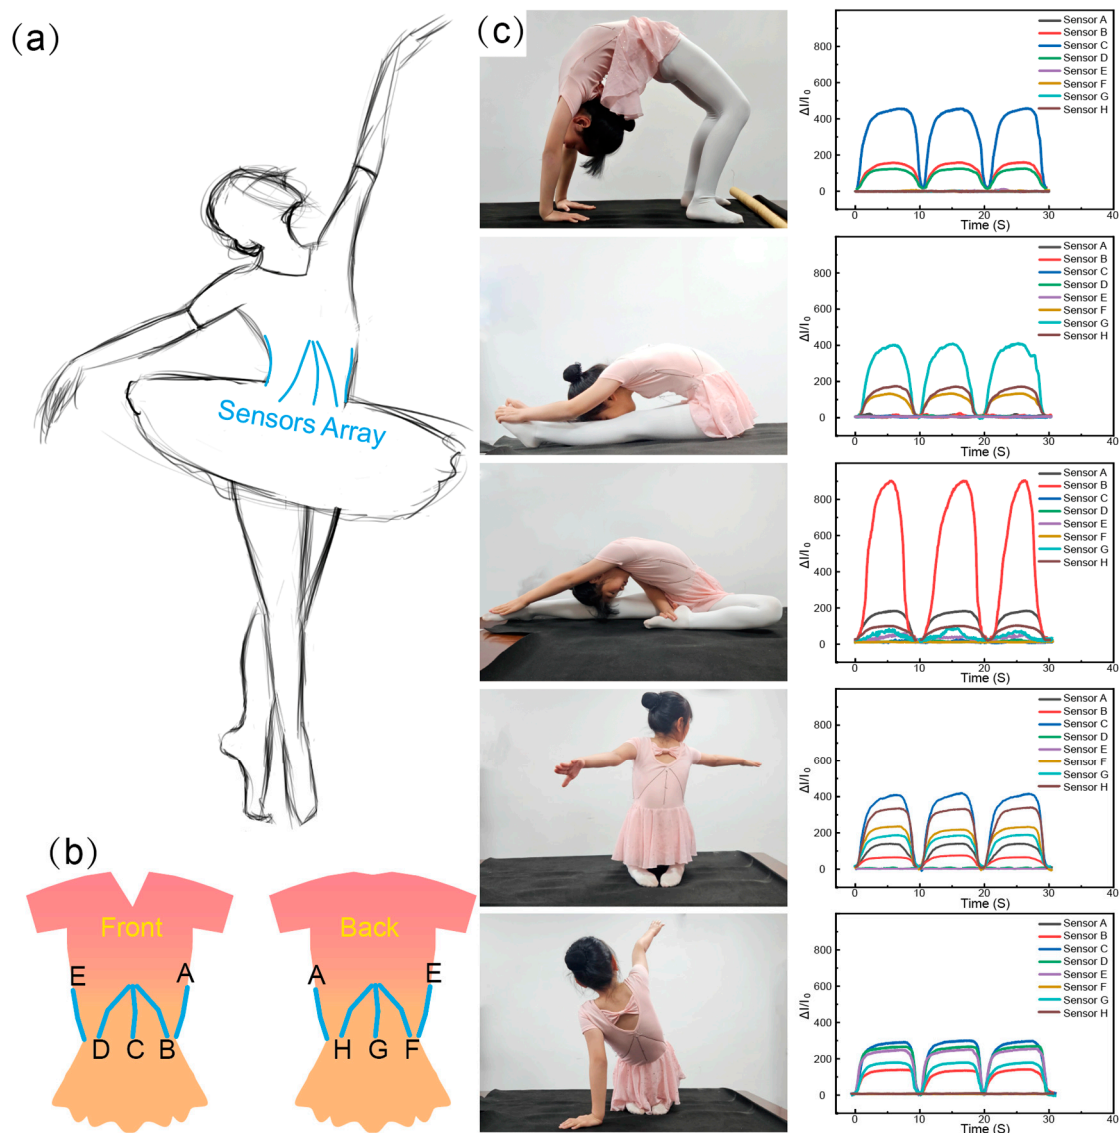 (a)
Sensors Array
(b)
Front
E
A
D
C
B
Back
A
E
H
G
F
(c)
800
600
400
200
0
ΔI/I₀
0
10
20
30
40
Time (S)
Sensor A
Sensor B
Sensor C
Sensor D
Sensor E
Sensor F
Sensor G
Sensor H
800
600
400
200
0
ΔI/I₀
0
10
20
30
40
Time (S)
Sensor A
Sensor B
Sensor C
Sensor D
Sensor E
Sensor F
Sensor G
Sensor H
800
600
400
200
0
ΔI/I₀
0
10
20
30
40
Time (S)
Sensor A
Sensor B
Sensor C
Sensor D
Sensor E
Sensor F
Sensor G
Sensor H
800
600
400
200
0
ΔI/I₀
0
10
20
30
40
Time (S)
Sensor A
Sensor B
Sensor C
Sensor D
Sensor E
Sensor F
Sensor G
Sensor H
800
600
400
200
0
ΔI/I₀
0
10
20
30
40
Time (S)
Sensor A
Sensor B
Sensor C
Sensor D
Sensor E
Sensor F
Sensor G
Sensor H